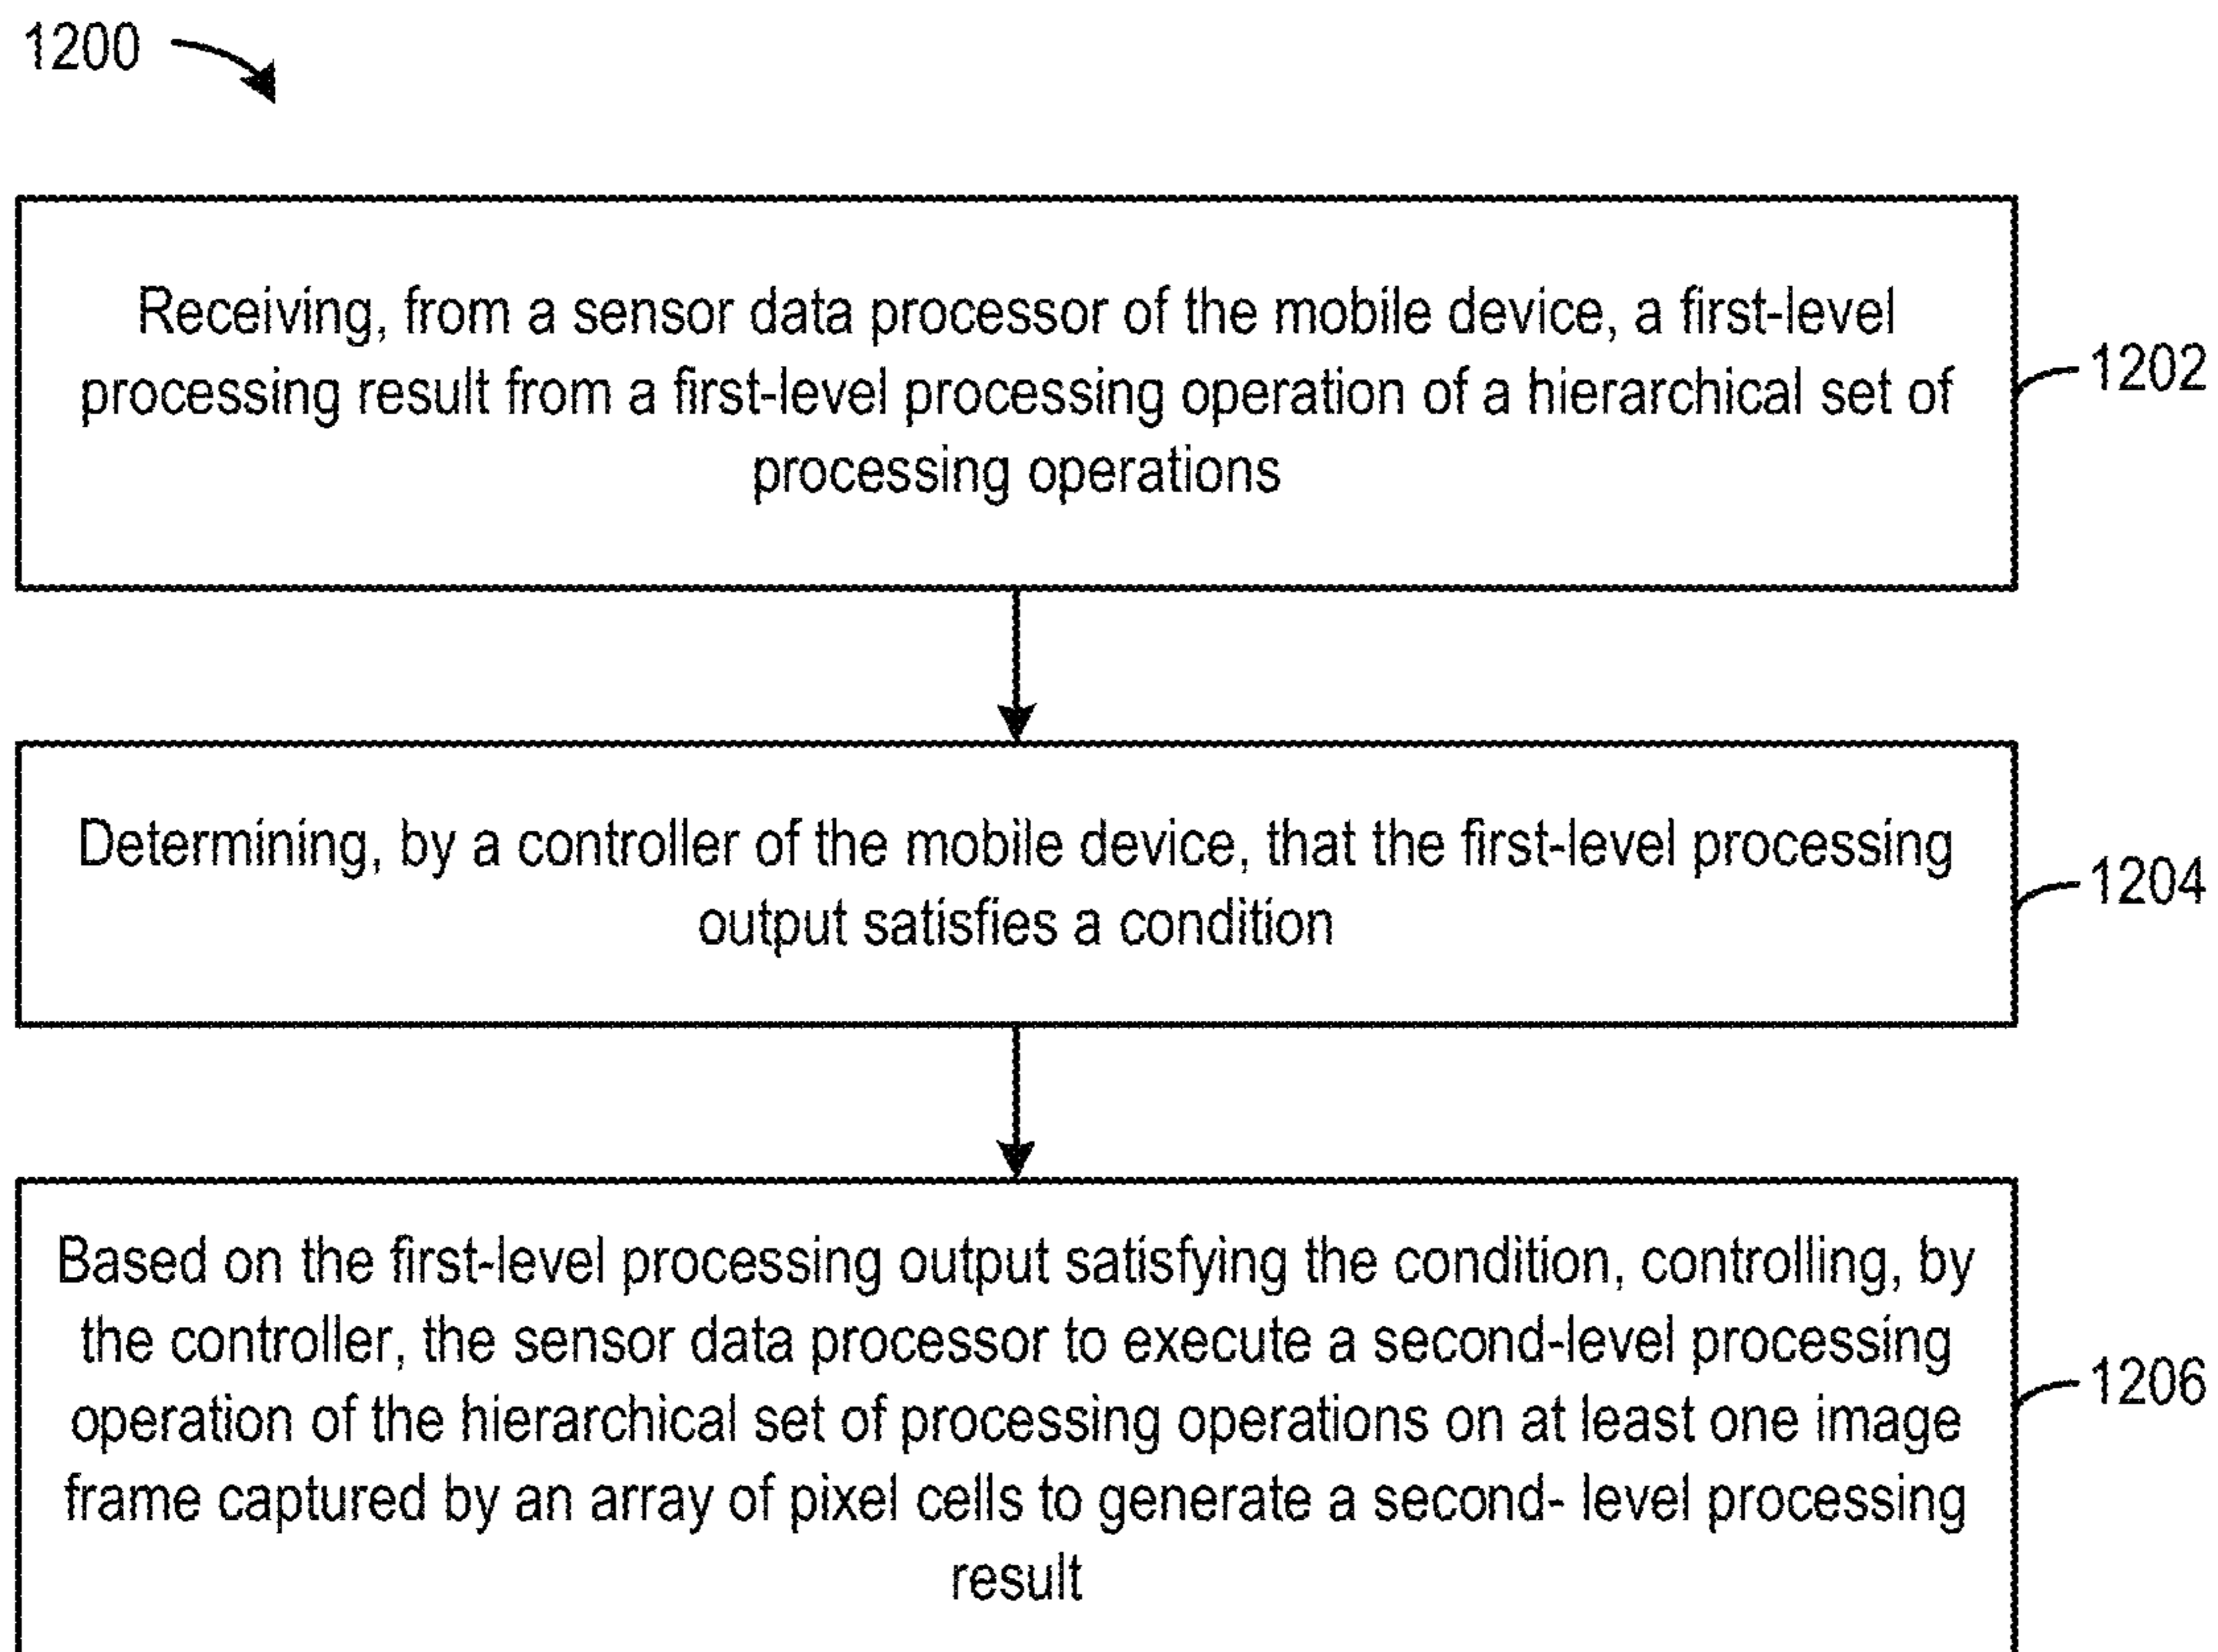 1200
Receiving, from a sensor data processor of the mobile device, a first-level
processing result from a first-level processing operation of a hierarchical set of
processing operations
1202
Determining, by a controller of the mobile device, that the first-level processing
output satisfies a condition
1204
Based on the first-level processing output satisfying the condition, controlling, by
the controller, the sensor data processor to execute a second-level processing
operation of the hierarchical set of processing operations on at least one image
frame captured by an array of pixel cells to generate a second- level processing
result
1206